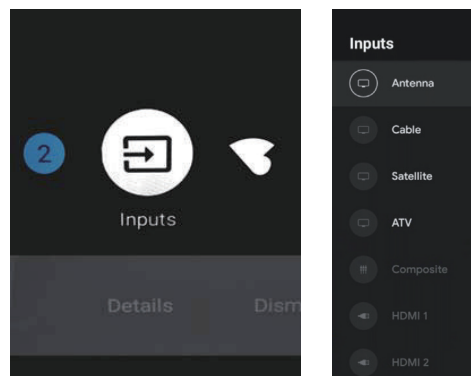 2
Inputs
Details
Dism
Inputs
Antenna
Cable
Satellite
ATV
Composite
HDMI 1
HDMI 2